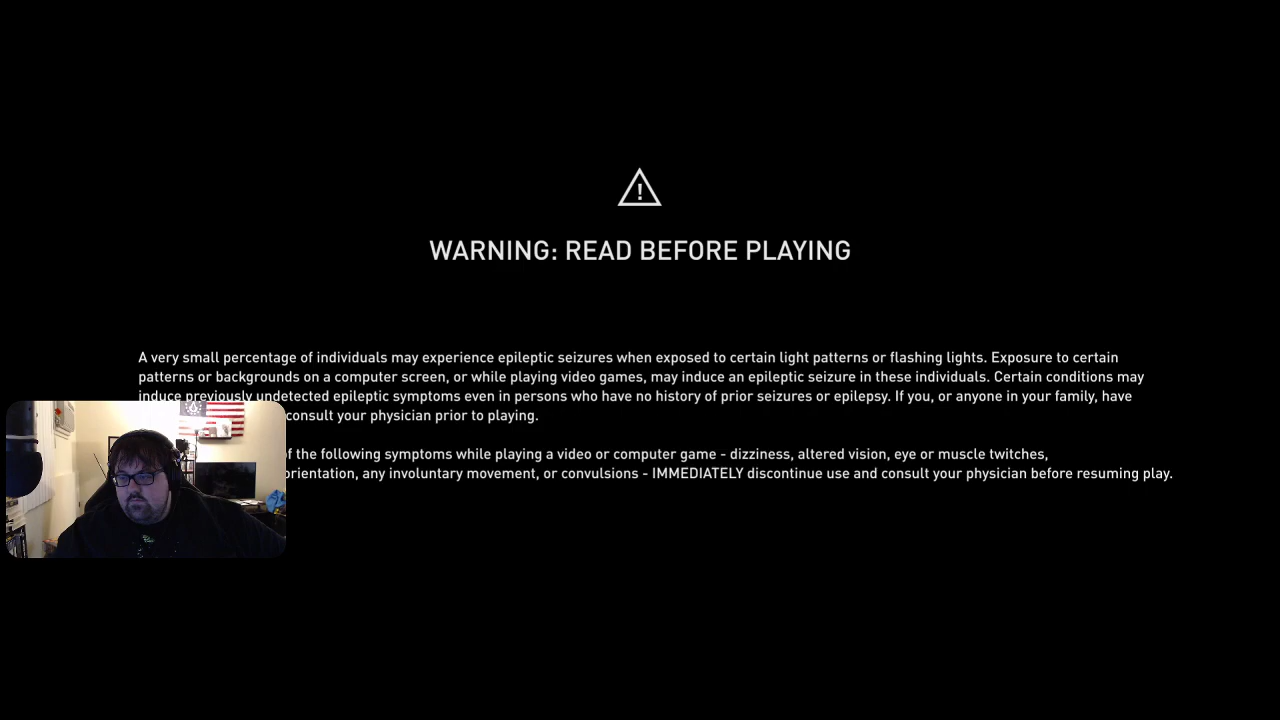 WARNING: READ BEFORE PLAYING
A very small percentage of individuals may experience epileptic seizures when exposed to certain light patterns or flashing lights. Exposure to certain
patterns or backgrounds on a computer screen, or while playing video games, may induce an epileptic seizure in these individuals. Certain conditions may
induce previously undetected epileptic symptoms even in persons who have no history of prior seizures or epilepsy. If you, or anyone in your family, have
consult your physician prior to playing.
of the following symptoms while playing a video or computer game - dizziness, altered vision, eye or muscle twitches,
orientation, any involuntary movement, or convulsions - IMMEDIATELY discontinue use and consult your physician before resuming play.